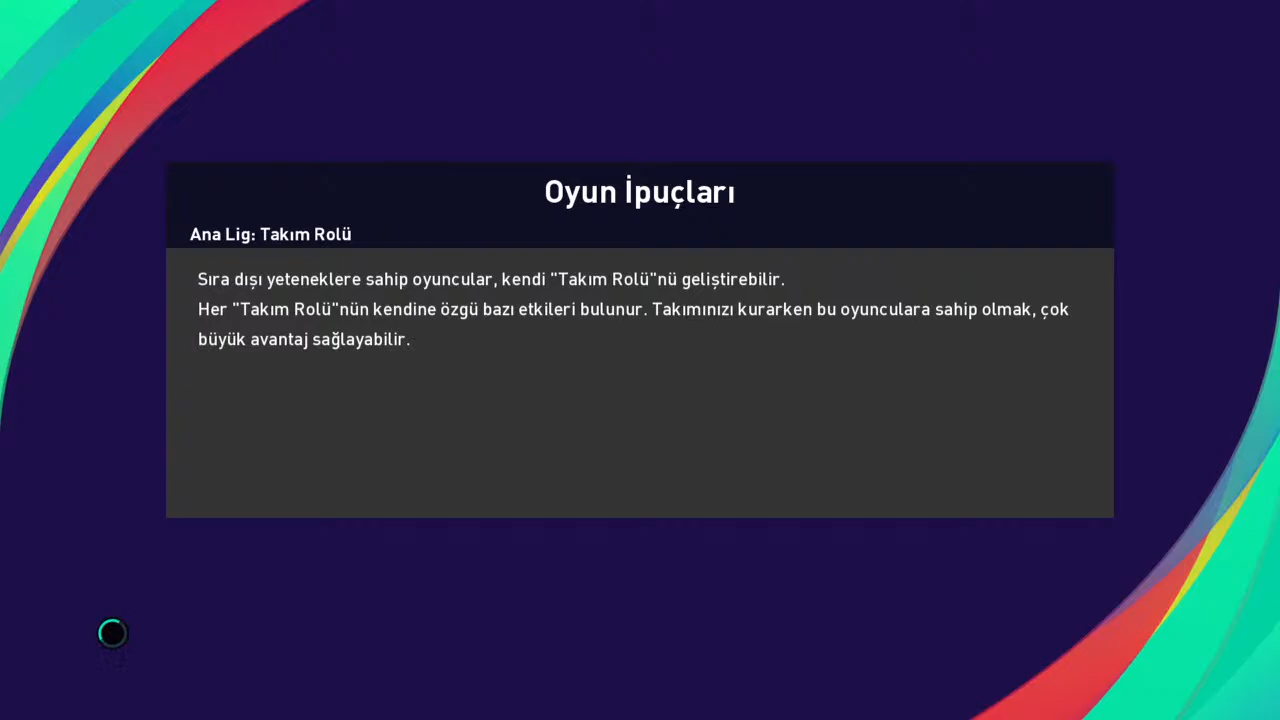 Oyun İpuçları
Ana Lig: Takım Rolü
Sıra dışı yeteneklere sahip oyuncular, kendi "Takım Rolü"nü geliştirebilir.
Her "Takım Rolü"nün kendine özgü bazı etkileri bulunur. Takımınızı kurarken bu oyunculara sahip olmak, çok
büyük avantaj sağlayabilir.